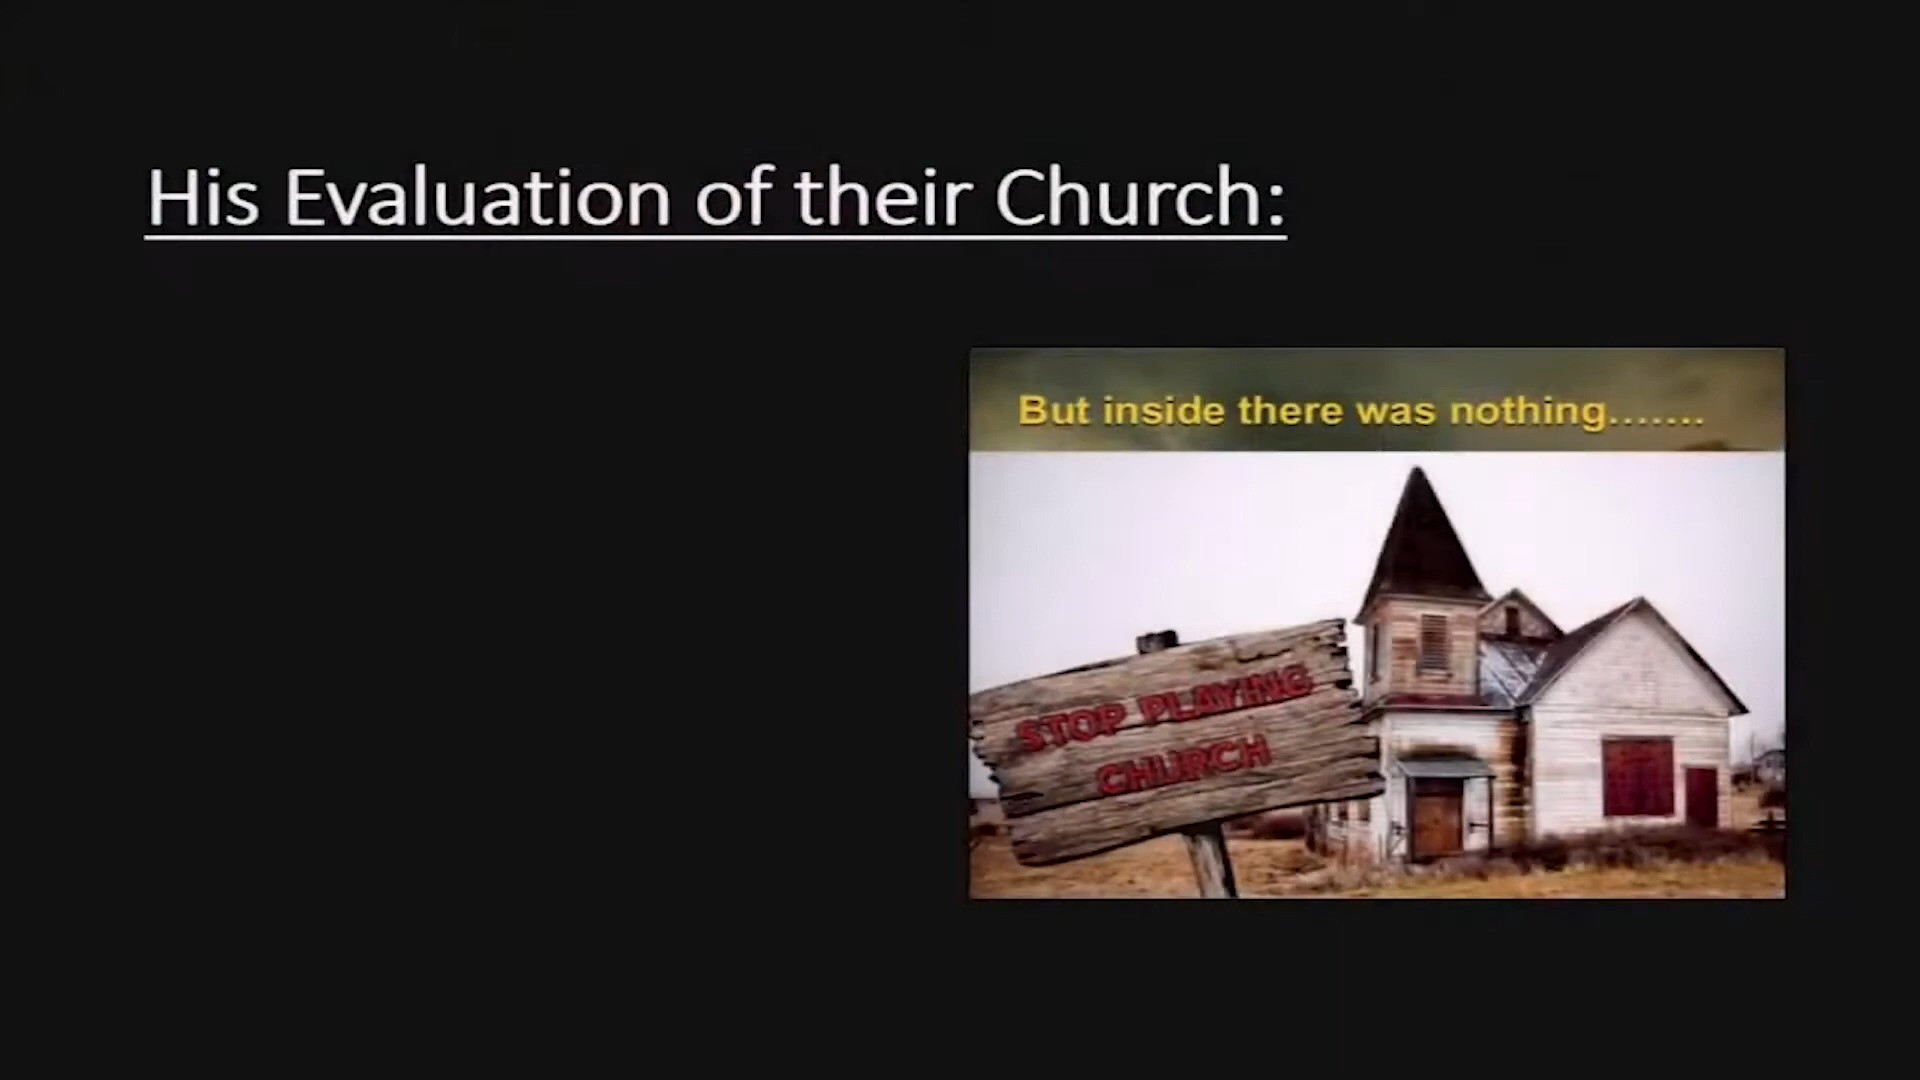 His Evaluation of their Church:
But inside there was nothing.......
STOP PLAYING
CHURCH